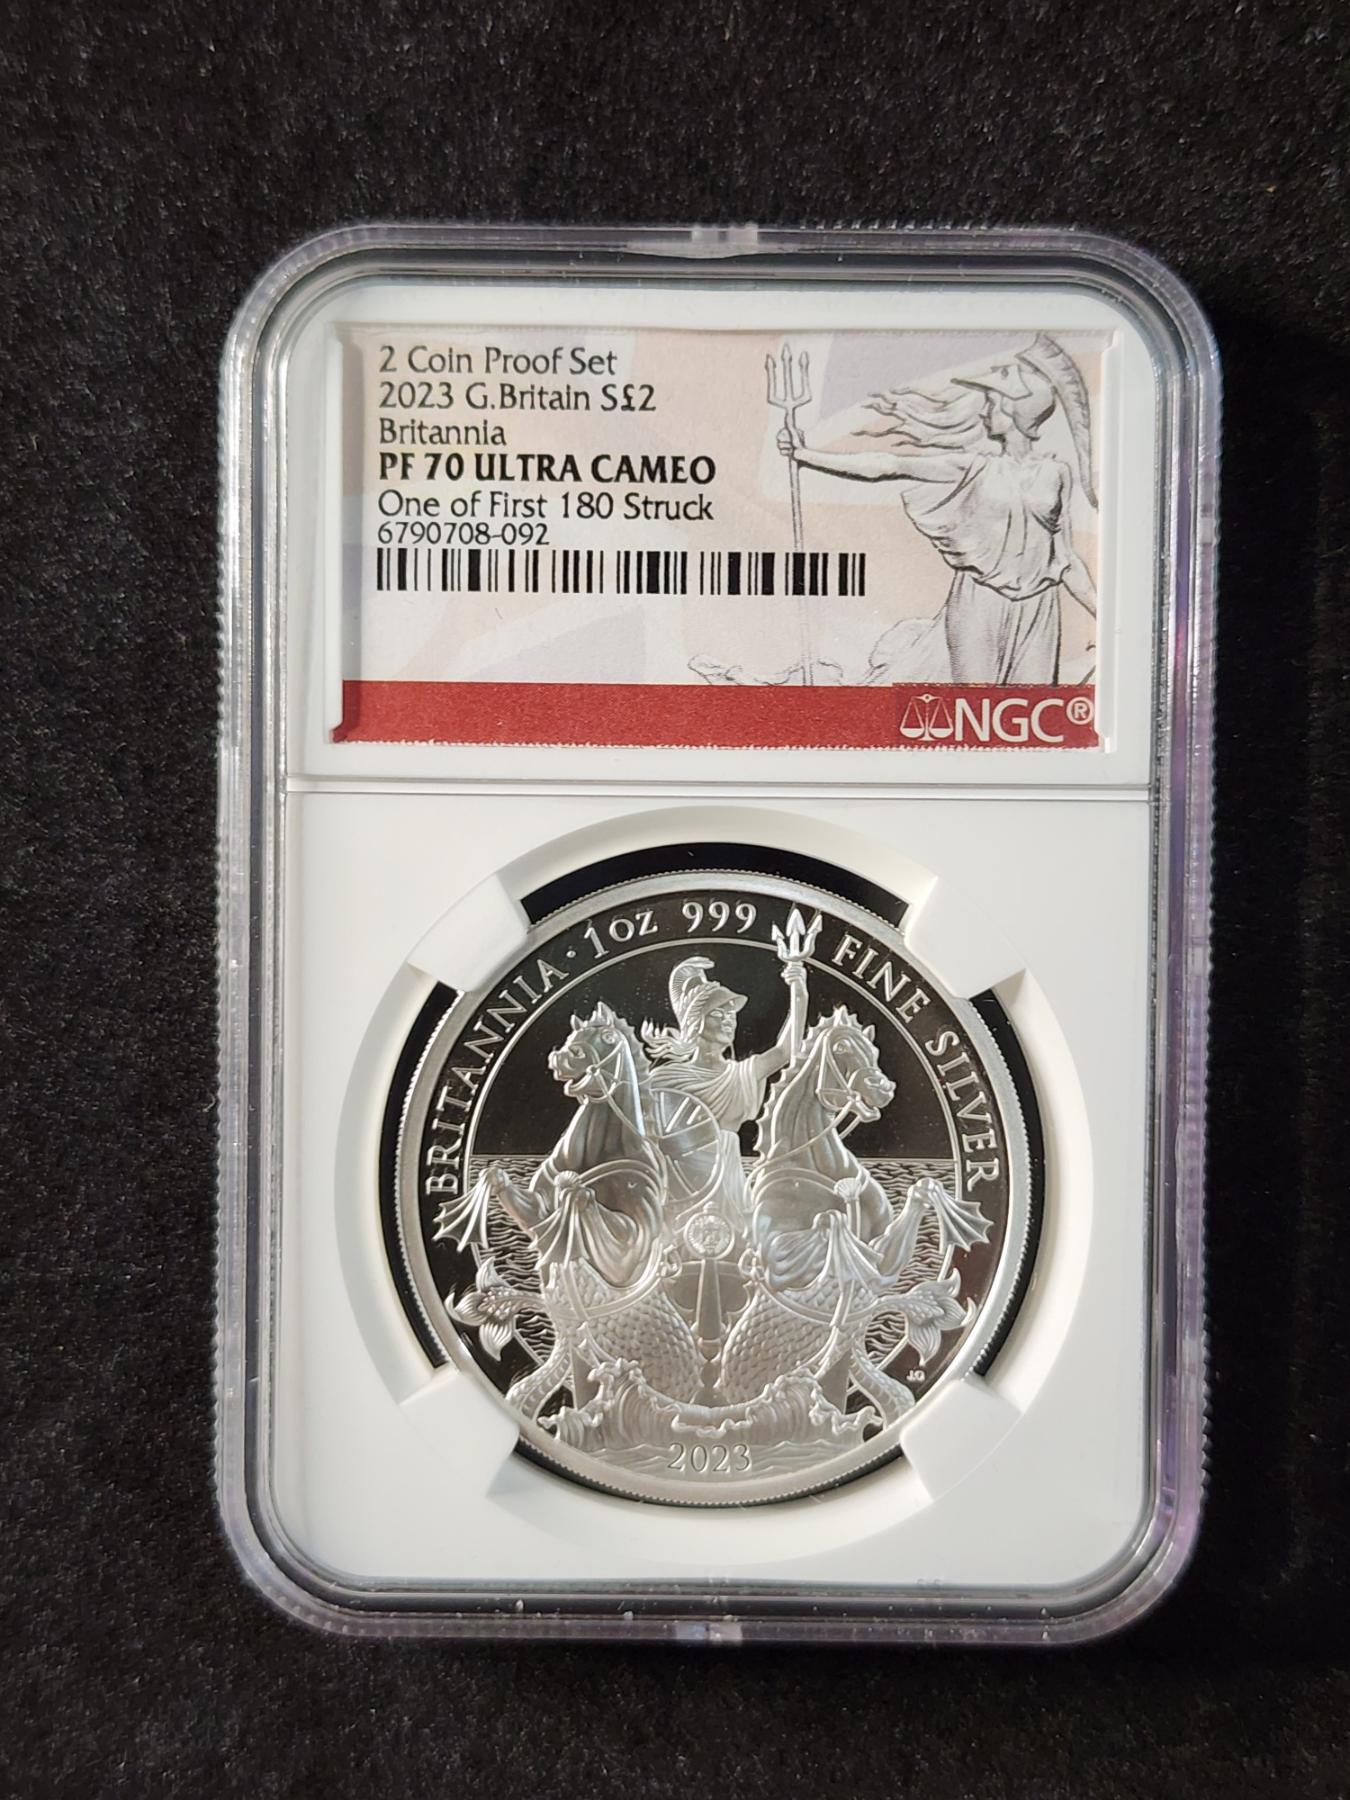 2 Coin Proof Set
2023 G.Britain S£2
Britannia
PF 70 ULTRA CAMEO
One of First 180 Struck
6790708-092
NGC®
BRITANNIA · 1OZ 999 FINE SILVER
J.G
2023